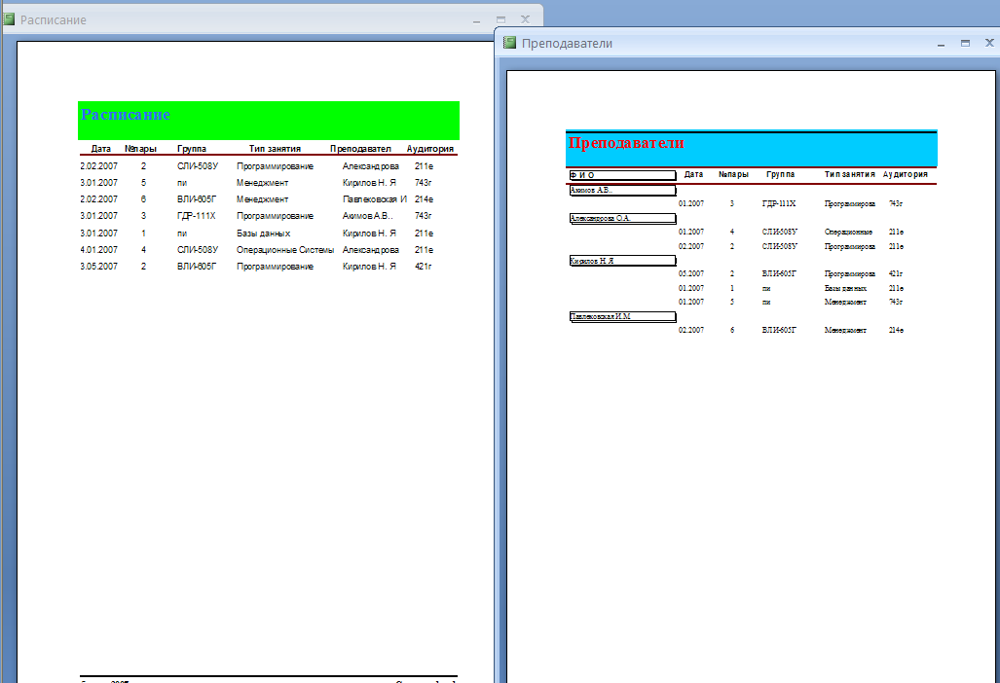 Расписание
Расписание
Дата №пары Группа Тип занятия Преподавател Аудитория
2.02.2007 2 СЛИ-508У Программирование Александрова 211е
3.01.2007 5 пи Менеджмент Кирилов Н. Я 743г
2.02.2007 6 ВЛИ-605Г Менеджмент Павлековская И 214е
3.01.2007 3 ГДР-111Х Программирование Акимов А.В.. 743г
3.01.2007 1 пи Базы данных Кирилов Н. Я 211е
4.01.2007 4 СЛИ-508У Операционные Системы Александрова 211е
3.05.2007 2 ВЛИ-605Г Программирование Кирилов Н. Я 421г
Преподаватели
Преподаватели
Ф И О Дата №пары Группа Тип занятия Аудитория
Акимов А.В..
01.2007 3 ГДР-111Х Программирова 743г
Александрова О.А.
01.2007 4 СЛИ-508У Операционные 211е
02.2007 2 СЛИ-508У Программирова 211е
Кирилов Н. Я
05.2007 2 ВЛИ-605Г Программирова 421г
01.2007 1 пи Базы данных 211е
01.2007 5 пи Менеджмент 743г
Павлековская И.М.
02.2007 6 ВЛИ-605Г Менеджмент 214е